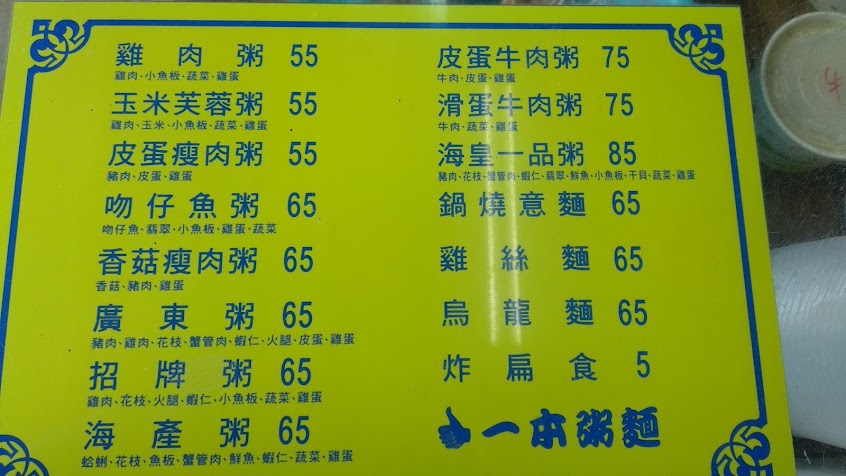 雞肉粥 55
雞肉、小魚板、蔬菜、雞蛋
玉米芙蓉粥 55
雞肉、玉米、小魚板、蔬菜、雞蛋
皮蛋瘦肉粥 55
豬肉、皮蛋、雞蛋
吻仔魚粥 65
吻仔魚、翡翠、小魚板、雞蛋、蔬菜
香菇瘦肉粥 65
香菇、豬肉、雞蛋
廣東粥 65
豬肉、雞肉、花枝、蟹管肉、蝦仁、火腿、皮蛋、雞蛋
招牌粥 65
雞肉、花枝、火腿、蝦仁、小魚板、蔬菜、雞蛋
海產粥 65
蛤蜊、花枝、魚板、蟹管肉、鮮魚、蝦仁、蔬菜、雞蛋
皮蛋牛肉粥 75
牛肉、皮蛋、雞蛋
滑蛋牛肉粥 75
牛肉、蔬菜、雞蛋
海皇一品粥 85
豬肉、花枝、蟹管肉、蝦仁、翡翠、鮮魚、小魚板、干貝、蔬菜、雞蛋
鍋燒意麵 65
雞絲麵 65
烏龍麵 65
炸扁食 5
一本粥麵